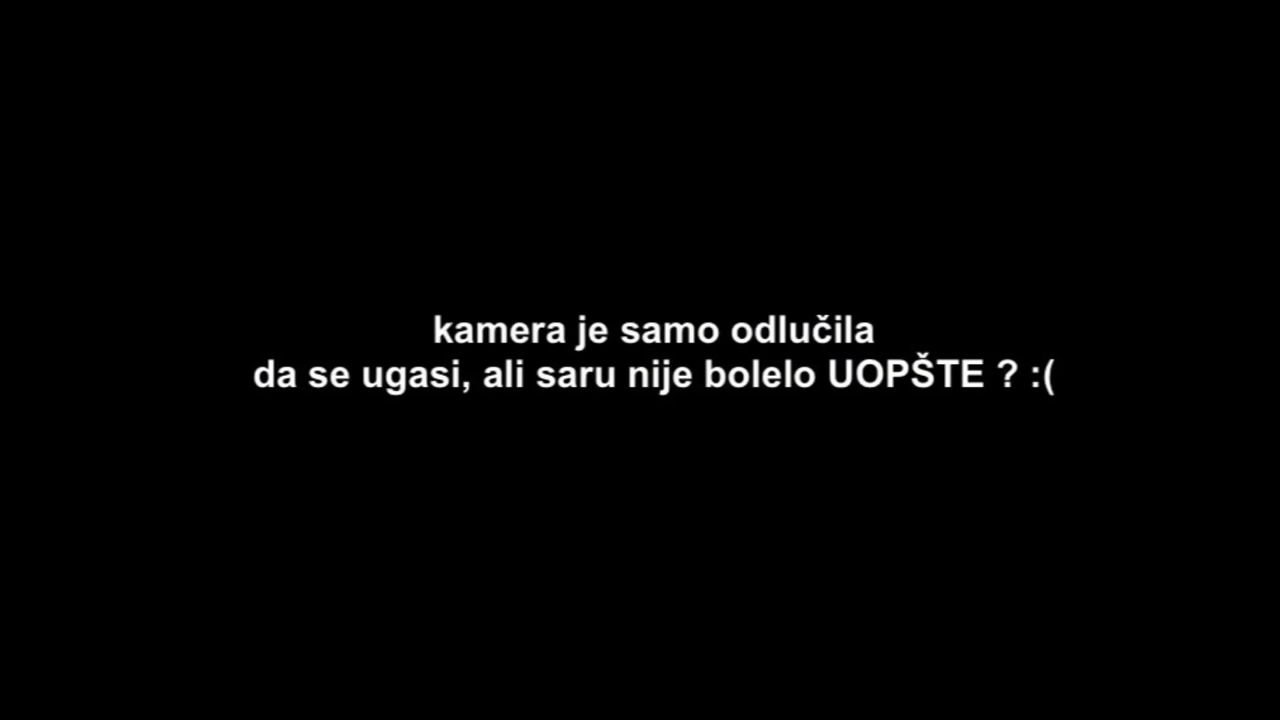 kamera je samo odlučila
da se ugasi, ali saru nije bolelo UOPŠTE ? :(